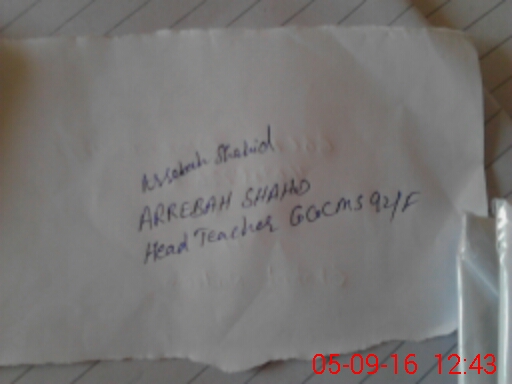 Arrebah Shahid
ARREBAH SHAHID
Head Teacher GGCMS 92/F
05-09-16 12:43